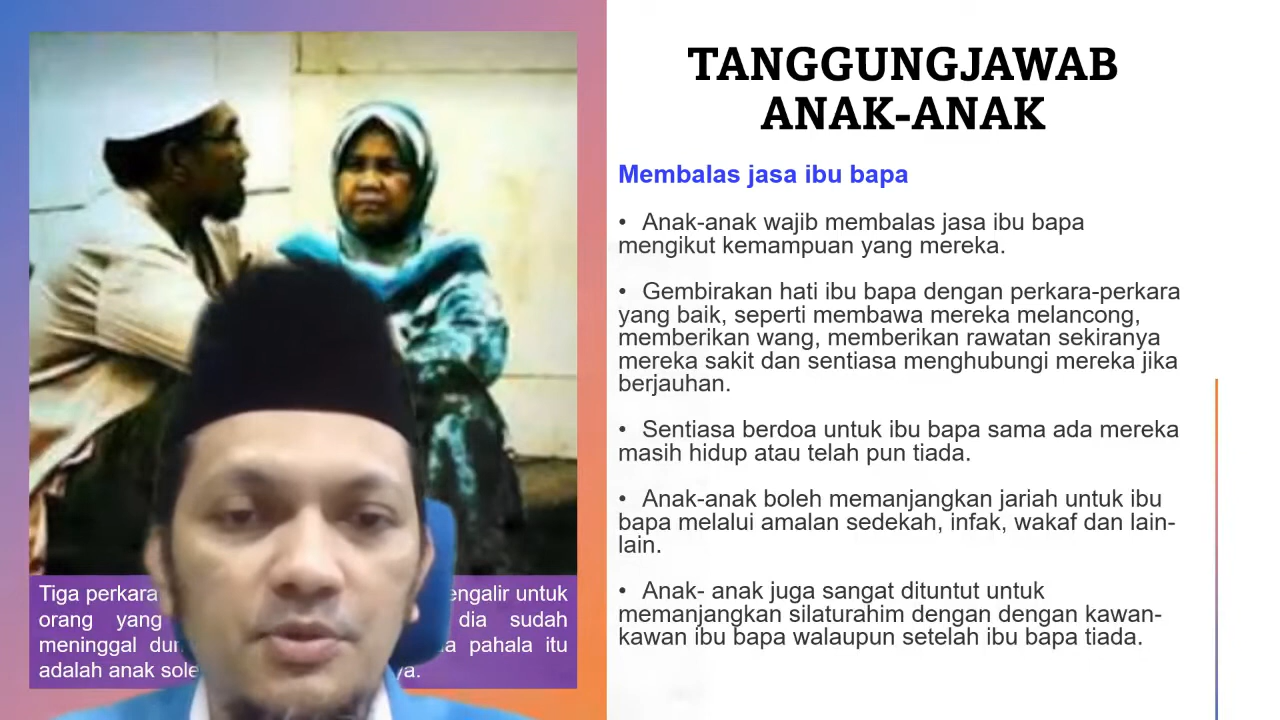 TANGGUNGJAWAB
ANAK-ANAK
Membalas jasa ibu bapa
• Anak-anak wajib membalas jasa ibu bapa
mengikut kemampuan yang mereka.
• Gembirakan hati ibu bapa dengan perkara-perkara
yang baik, seperti membawa mereka melancong,
memberikan wang, memberikan rawatan sekiranya
mereka sakit dan sentiasa menghubungi mereka jika
berjauhan.
• Sentiasa berdoa untuk ibu bapa sama ada mereka
masih hidup atau telah pun tiada.
• Anak-anak boleh memanjangkan jariah untuk ibu
bapa melalui amalan sedekah, infak, wakaf dan lain-
lain.
• Anak- anak juga sangat dituntut untuk
memanjangkan silaturahim dengan dengan kawan-
kawan ibu bapa walaupun setelah ibu bapa tiada.
Tiga perkara untuk
orang yang dia sudah
meninggal pahala itu
adalah anak